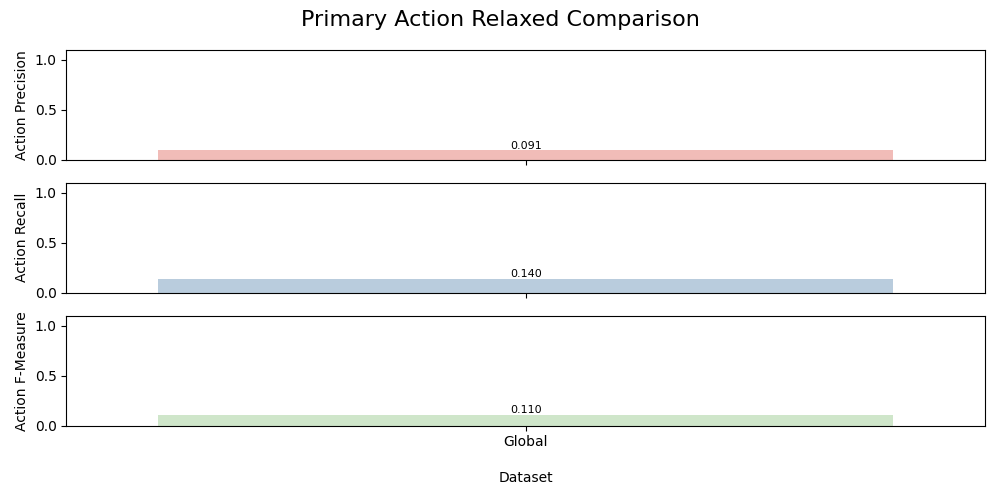 Primary Action Relaxed Comparison
Action Precision
1.0
0.5
0.0
0.091
Action Recall
1.0
0.5
0.0
0.140
Action F-Measure
1.0
0.5
0.0
0.110
Global
Dataset